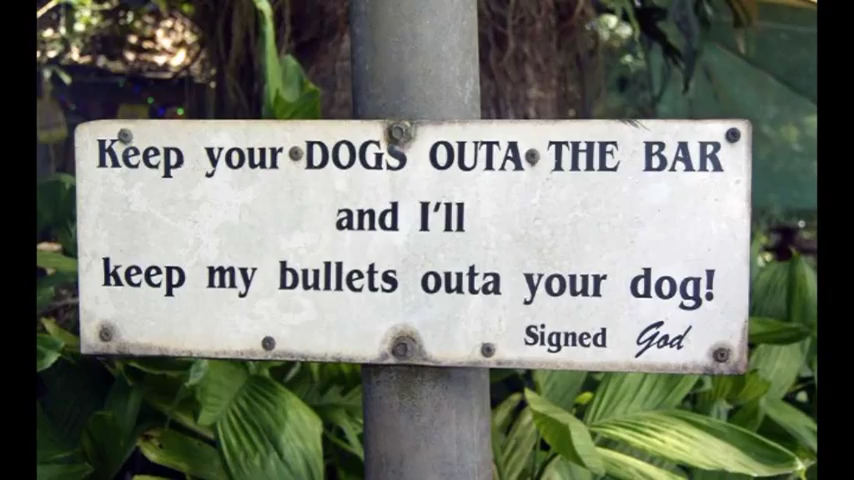 Keep your DOGS OUTA THE BAR
and I'll
keep my bullets outa your dog!
Signed God